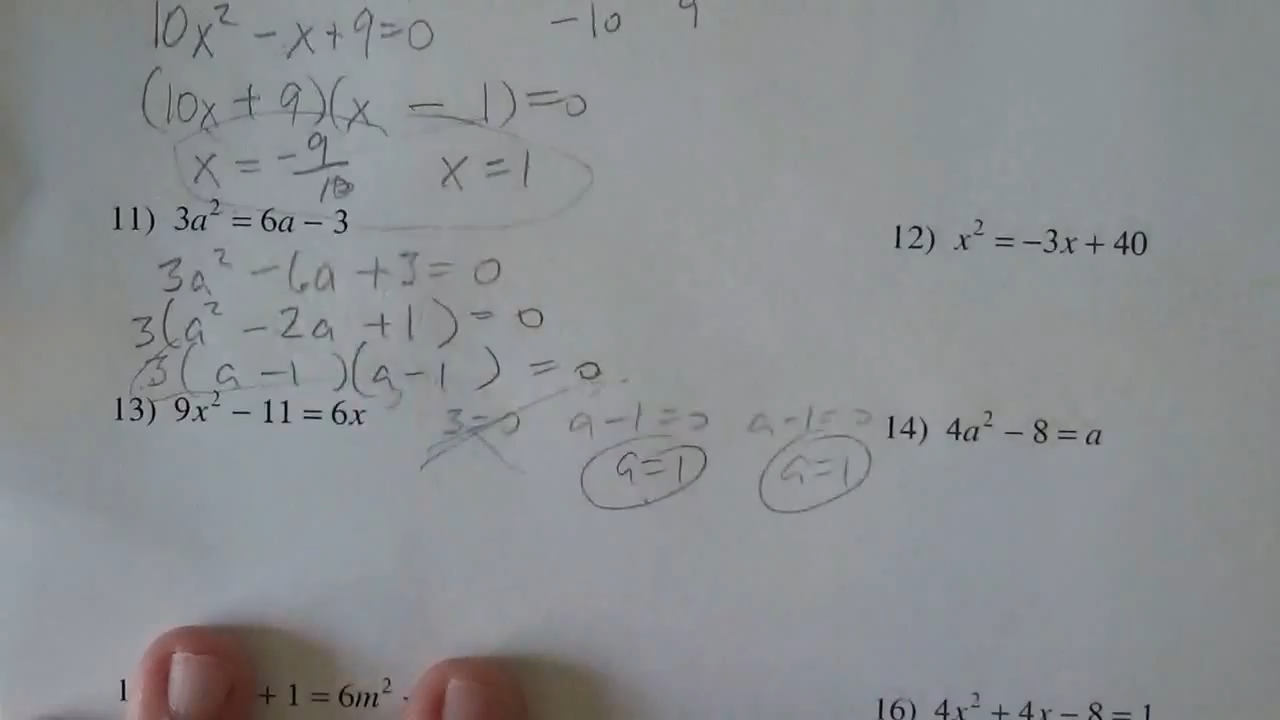 10x² - x + 9 = 0 -10 9
(10x + 9)(x - 1) = 0
x = -9/10 x = 1
11) 3a² = 6a − 3
12) x² = −3x + 40
3a² - 6a + 3 = 0
3(a² - 2a + 1) = 0
3(a - 1)(a - 1) = 0
13) 9x² − 11 = 6x
3=0 a-1=0 a-1=0
14) 4a² − 8 = a
a=1 a=1
1
+ 1 = 6m²
16) 4x² + 4x − 8 = 1